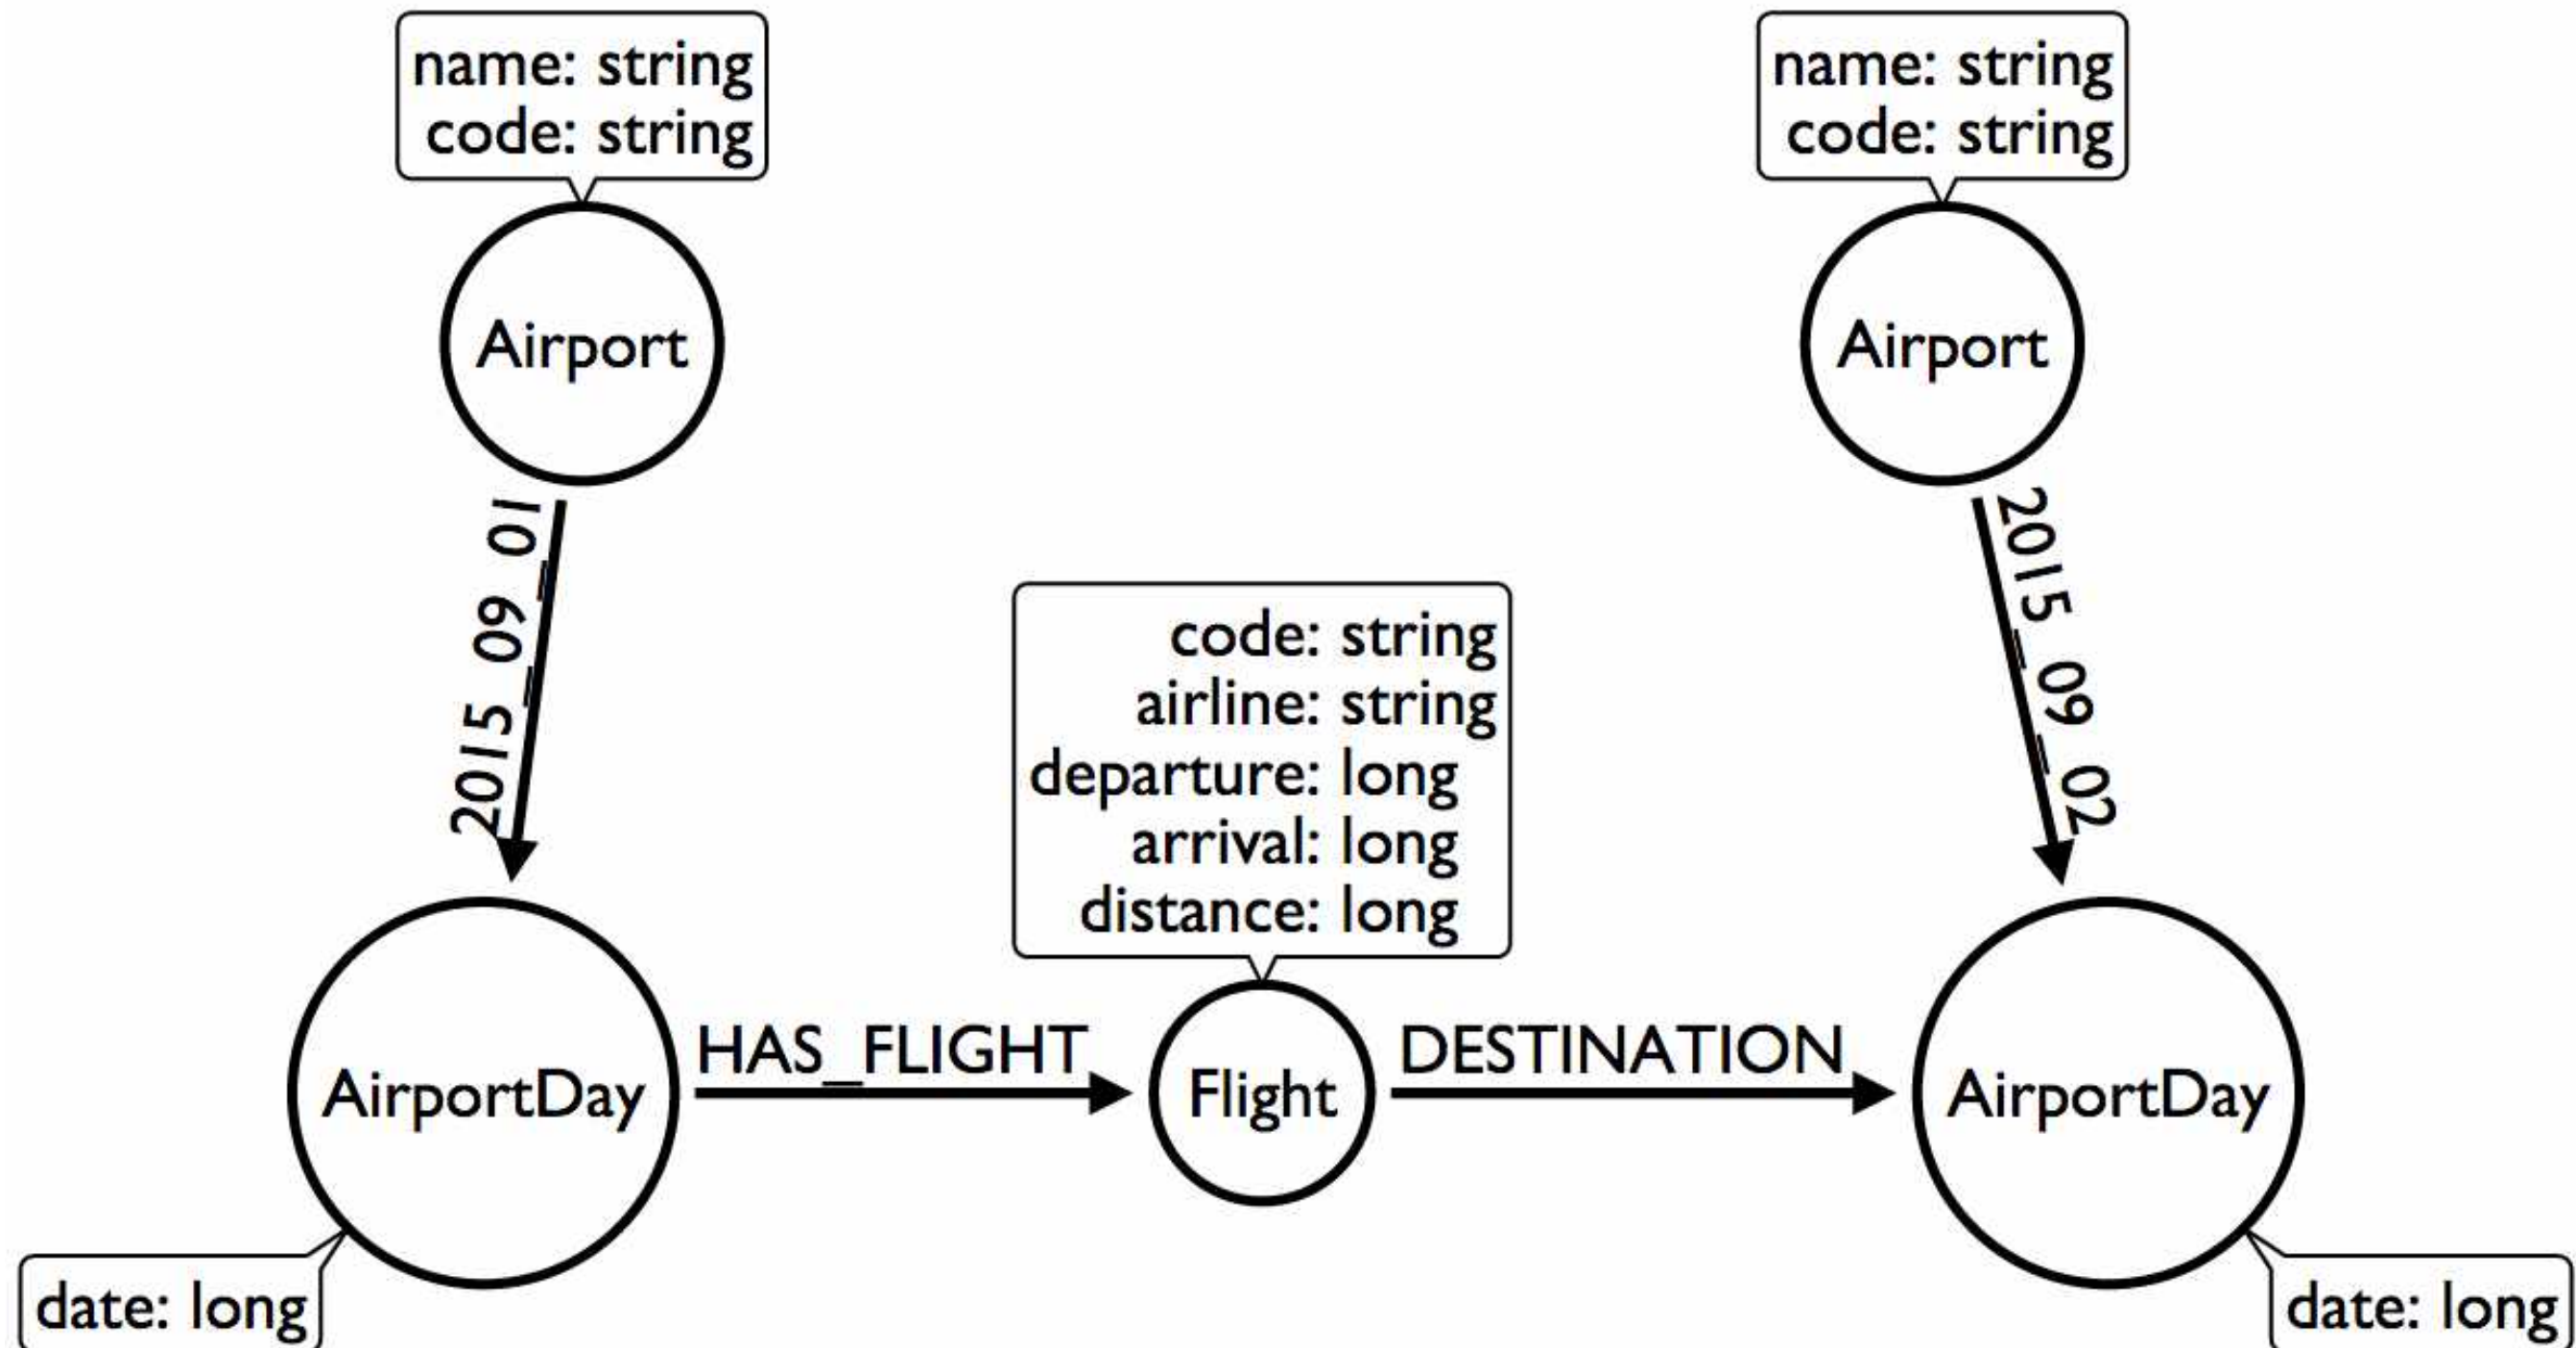 name: string
code: string
name: string
code: string
Airport
Airport
2015_09_01
2015_09_02
code: string
airline: string
departure: long
arrival: long
distance: long
AirportDay
HAS_FLIGHT
Flight
DESTINATION
AirportDay
date: long
date: long